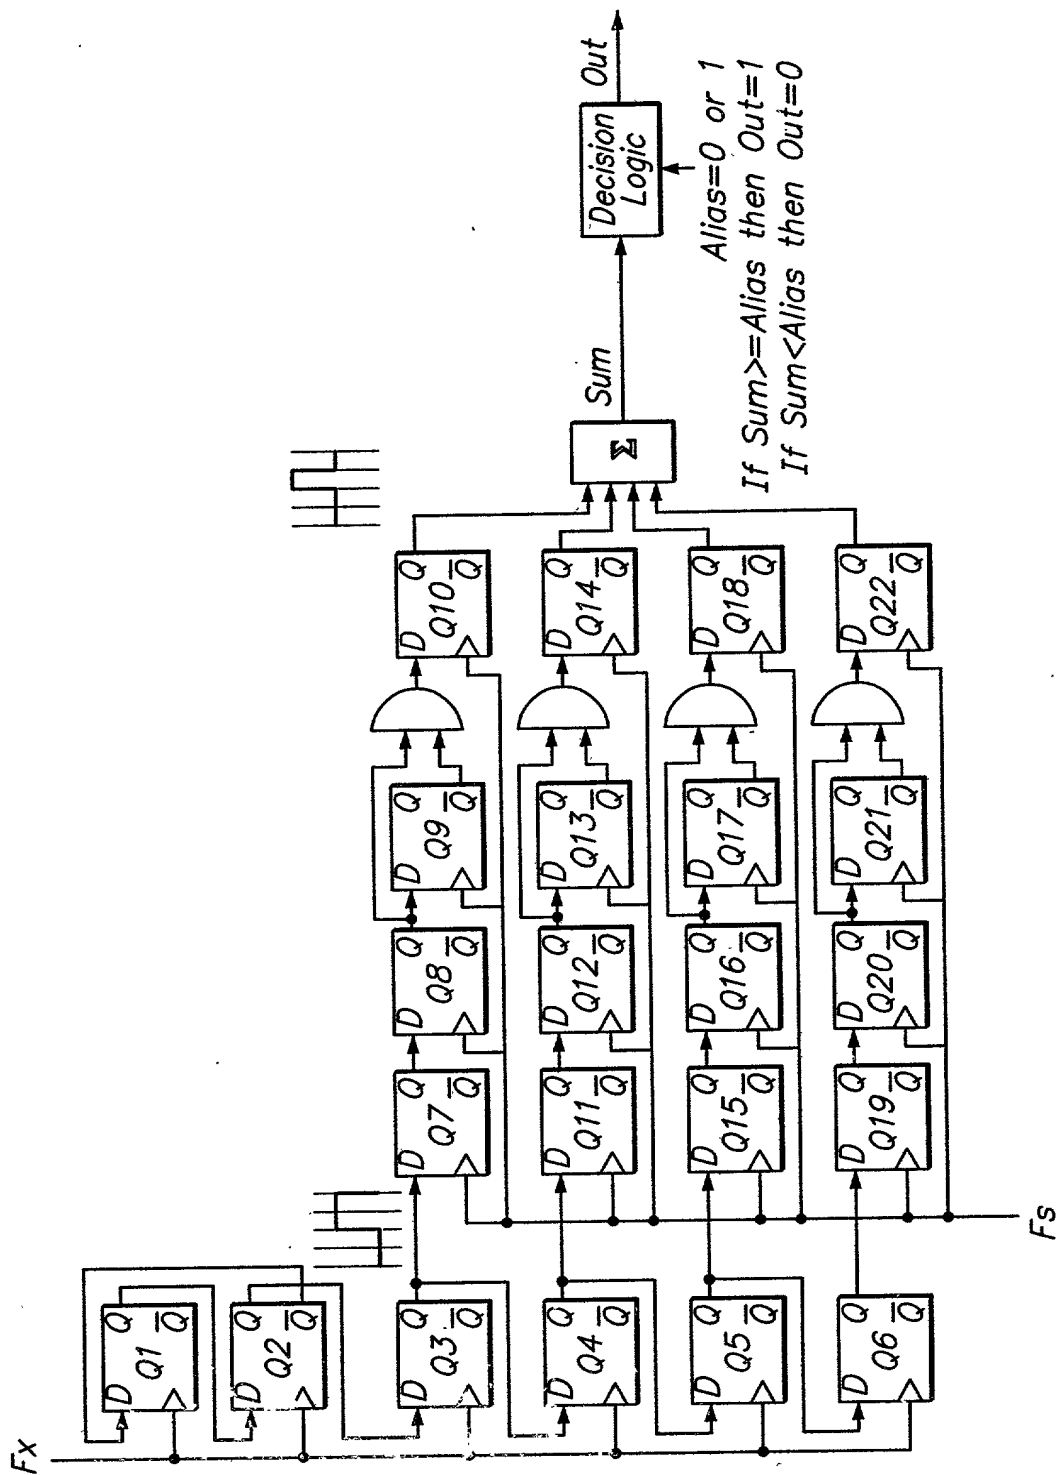 Fx
D
Q
Q1
Q
D
Q
Q2
Q
D
Q
Q3
Q
D
Q
Q4
Q
D
Q
Q5
Q
D
Q
Q6
Q
D
Q
Q7
Q
D
Q
Q8
Q
D
Q
Q9
Q
D
Q
Q10
Q
D
Q
Q11
Q
D
Q
Q12
Q
D
Q
Q13
Q
D
Q
Q14
Q
D
Q
Q15
Q
D
Q
Q16
Q
D
Q
Q17
Q
D
Q
Q18
Q
D
Q
Q19
Q
D
Q
Q20
Q
D
Q
Q21
Q
D
Q
Q22
Q
Fs
Σ
Sum
Decision
Logic
Out
Alias=0 or 1
If Sum>=Alias then Out=1
If Sum<Alias then Out=0